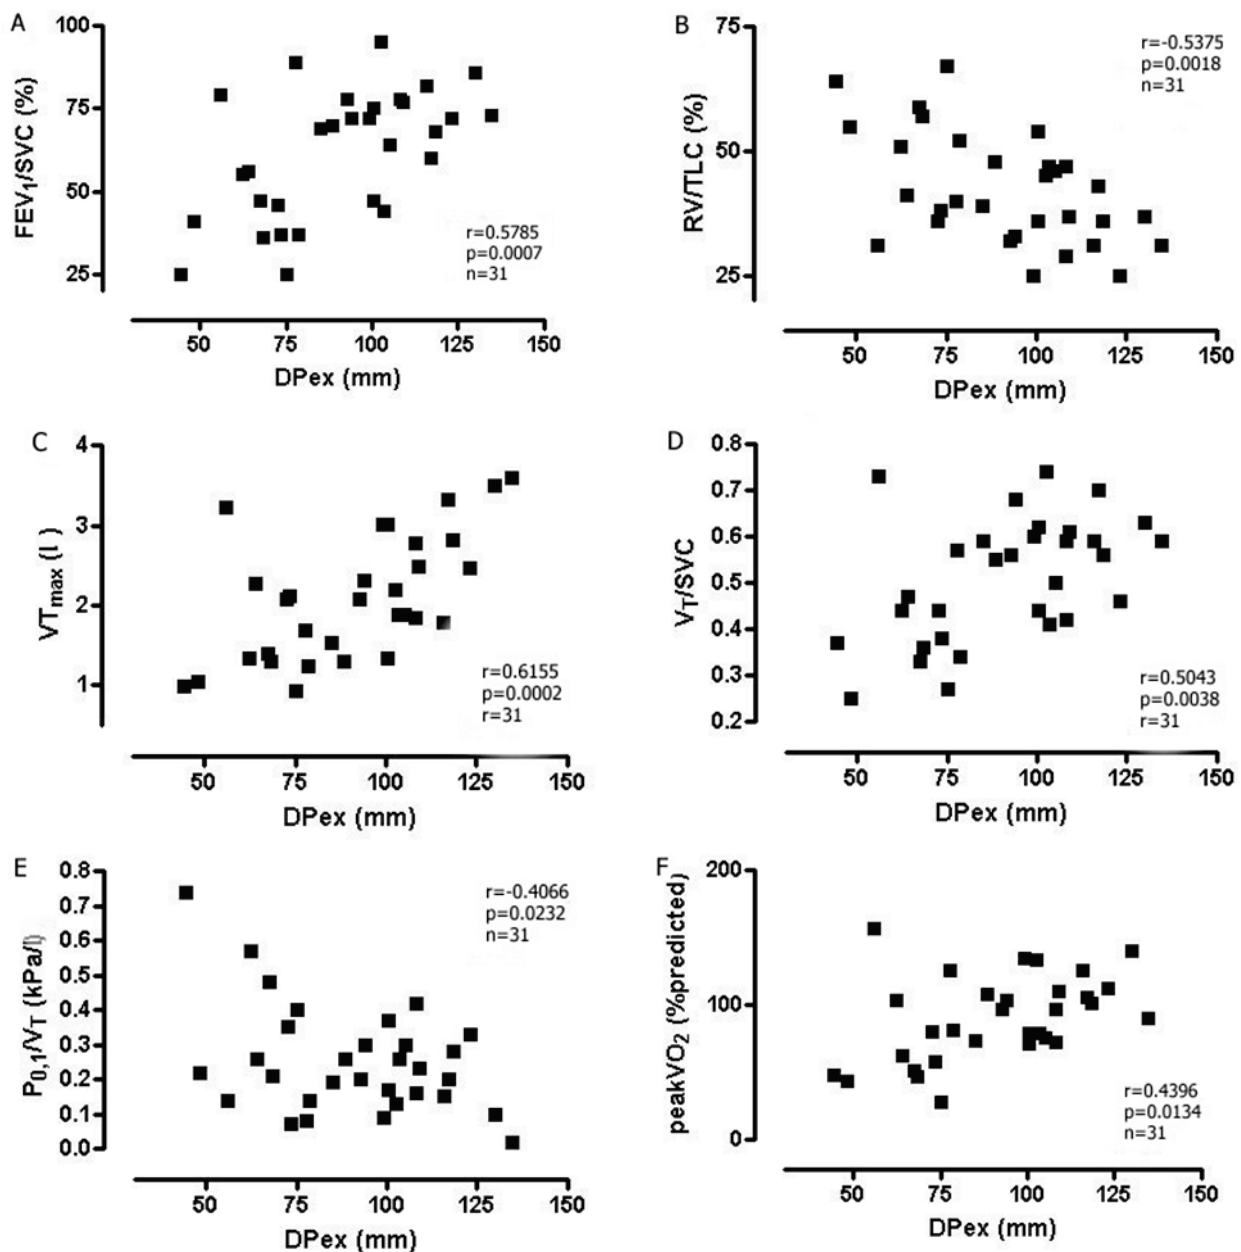 A
FEV1/SVC (%)
100
75
50
25
r=0.5785
p=0.0007
n=31
50 75 100 125 150
DPex (mm)
B
RV/TLC (%)
75
50
25
r=-0.5375
p=0.0018
n=31
50 75 100 125 150
DPex (mm)
C
VTmax (l)
4
3
2
1
r=0.6155
p=0.0002
r=31
50 75 100 125 150
DPex (mm)
D
VT/SVC
0.8
0.7
0.6
0.5
0.4
0.3
0.2
r=0.5043
p=0.0038
r=31
50 75 100 125 150
DPex (mm)
E
P0,1/VT (kPa/l)
0.8
0.7
0.6
0.5
0.4
0.3
0.2
0.1
0.0
r=-0.4066
p=0.0232
n=31
50 75 100 125 150
DPex (mm)
F
peakVO2 (%predicted)
200
100
0
r=0.4396
p=0.0134
n=31
50 75 100 125 150
DPex (mm)